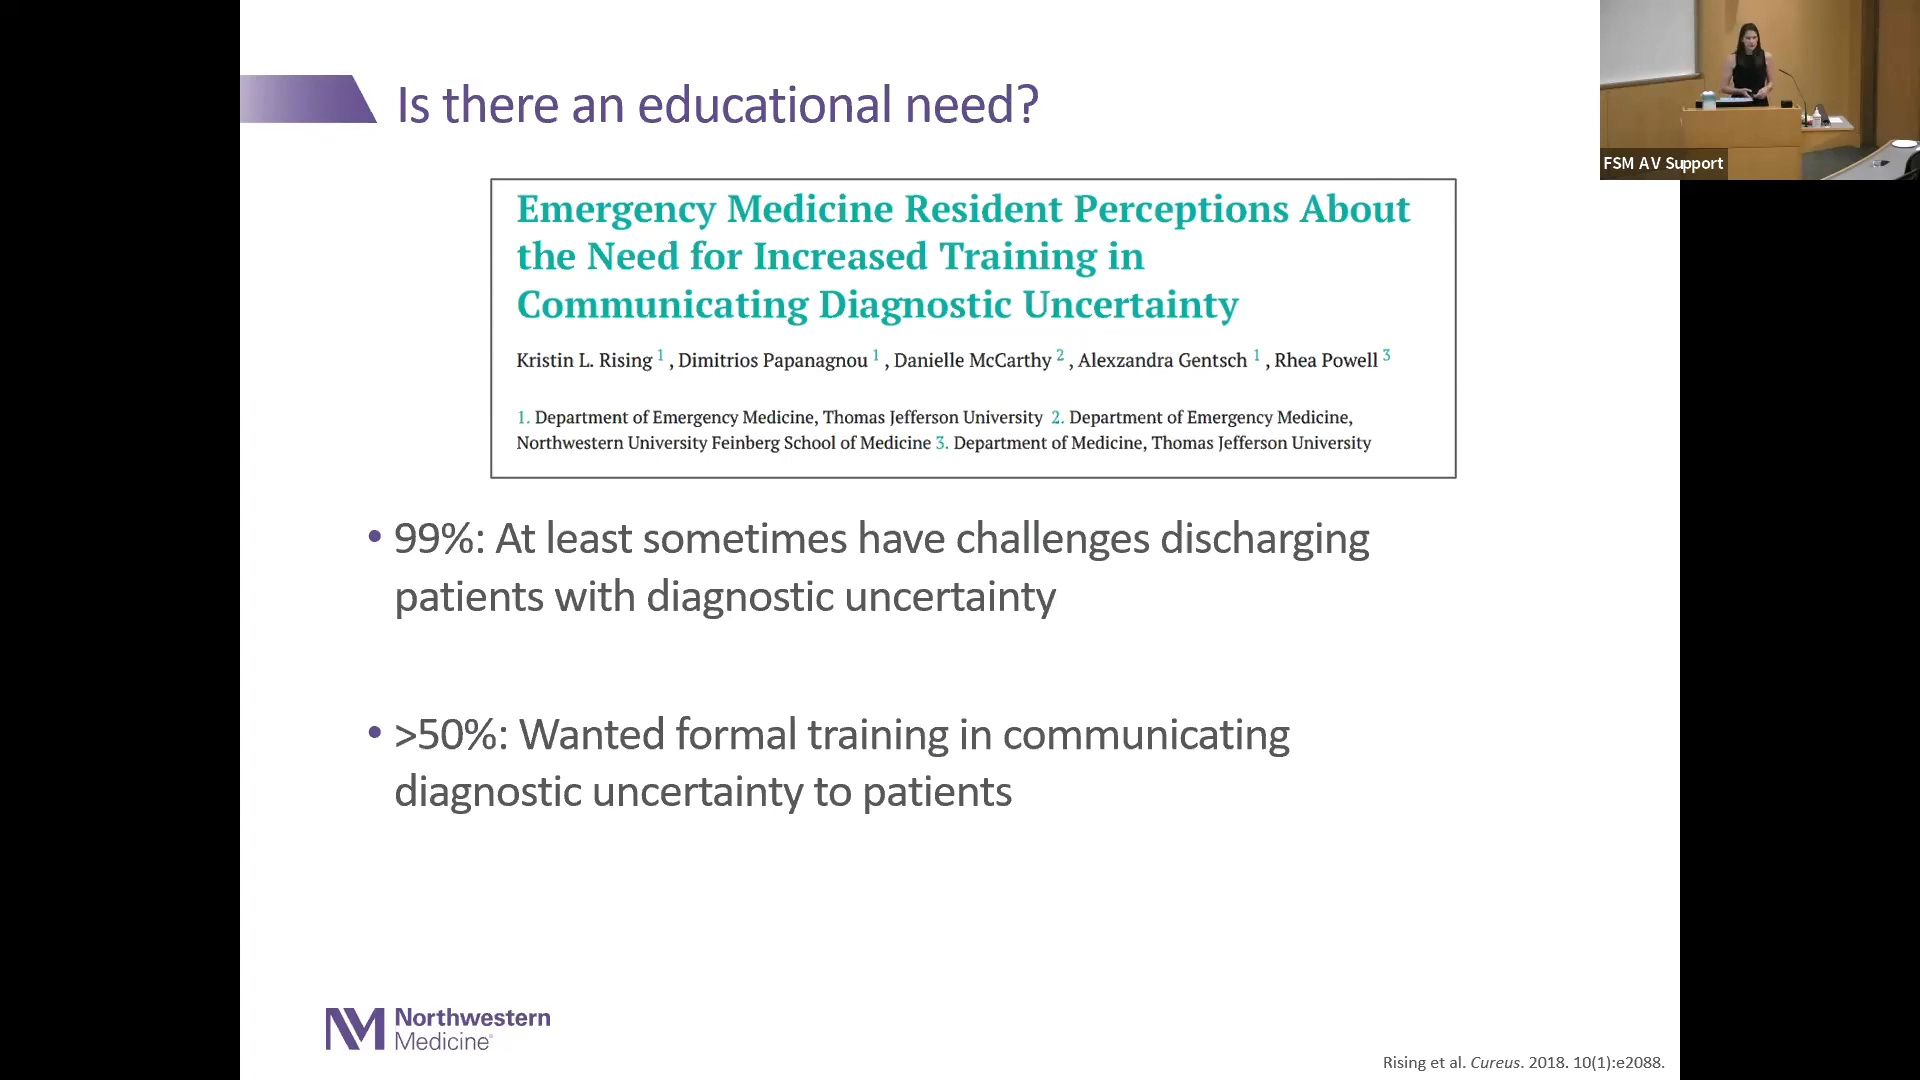 Is there an educational need?
FSM AV Support
Emergency Medicine Resident Perceptions About
the Need for Increased Training in
Communicating Diagnostic Uncertainty
Kristin L. Rising 1 , Dimitrios Papanagnou 1 , Danielle McCarthy 2 , Alexzandra Gentsch 1 , Rhea Powell 3
1. Department of Emergency Medicine, Thomas Jefferson University 2. Department of Emergency Medicine,
Northwestern University Feinberg School of Medicine 3. Department of Medicine, Thomas Jefferson University
• 99%: At least sometimes have challenges discharging
patients with diagnostic uncertainty
• >50%: Wanted formal training in communicating
diagnostic uncertainty to patients
NM Northwestern
Medicine®
Rising et al. Cureus. 2018. 10(1):e2088.